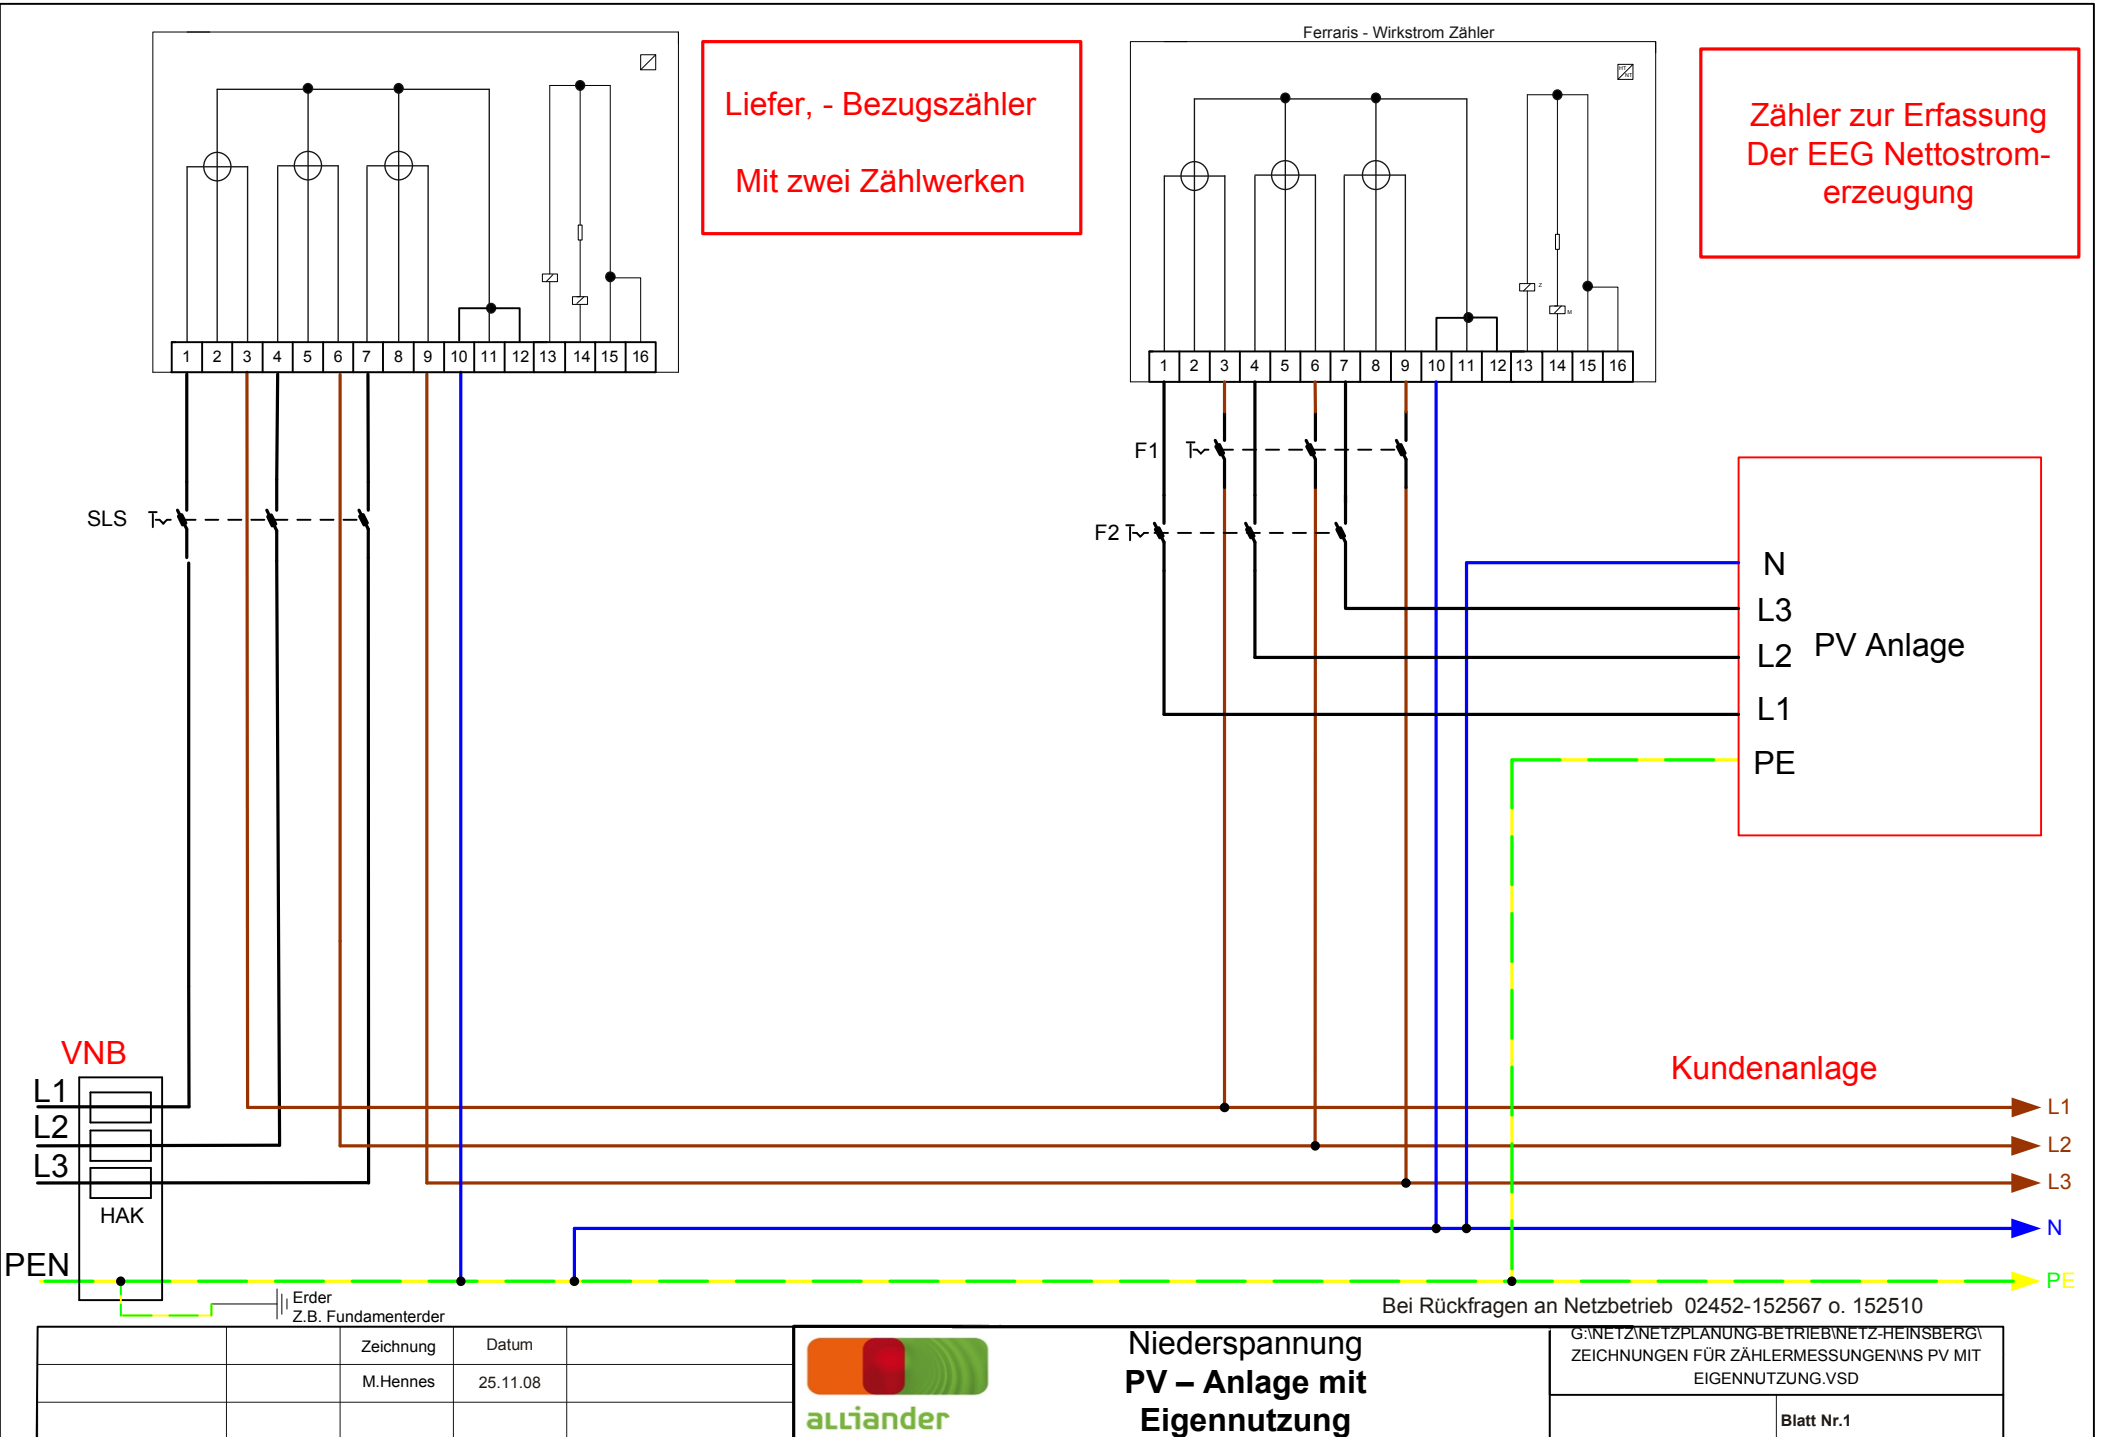 Ferraris - Wirkstrom Zähler
Liefer, - Bezugszähler
Mit zwei Zählwerken
HT
NT
Zähler zur Erfassung
Der EEG Nettostrom-
erzeugung
Z
M
1 2 3 4 5 6 7 8 9 10 11 12 13 14 15 16
1 2 3 4 5 6 7 8 9 10 11 12 13 14 15 16
F1
SLS
F2
N
L3
L2
L1
PE
PV Anlage
VNB
L1
L2
L3
HAK
PEN
Kundenanlage
L1
L2
L3
N
PE
Erder
Z.B. Fundamenterder
Bei Rückfragen an Netzbetrieb 02452-152567 o. 152510
Zeichnung Datum
M.Hennes 25.11.08
alliander
Niederspannung
PV – Anlage mit
Eigennutzung
G:\NETZ\NETZPLANUNG-BETRIEB\NETZ-HEINSBERG\
ZEICHNUNGEN FÜR ZÄHLERMESSUNGEN\NS PV MIT
EIGENNUTZUNG.VSD
Blatt Nr.1